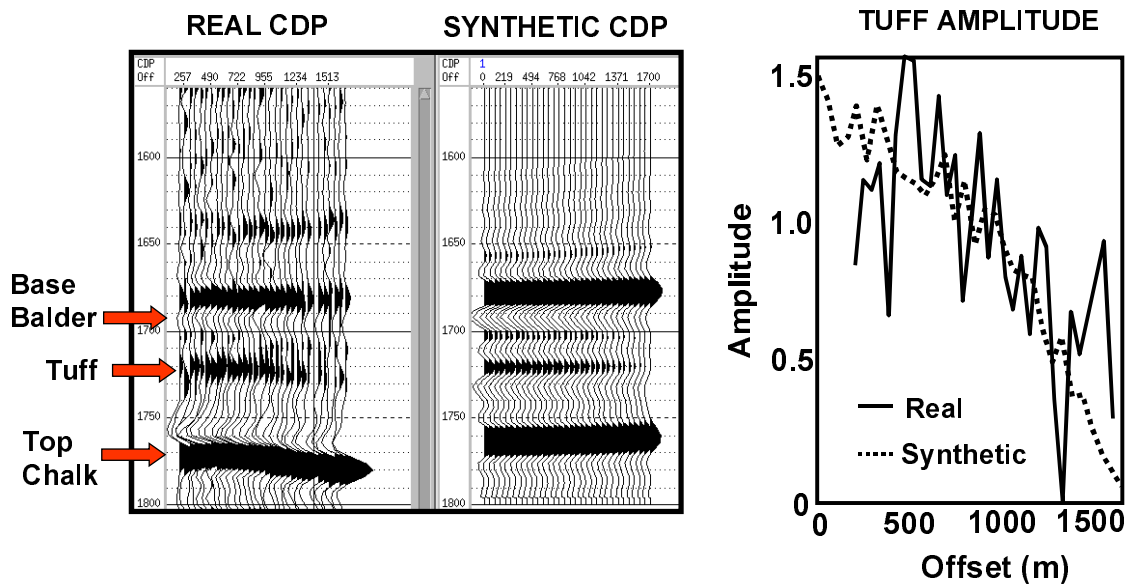 REAL CDP
SYNTHETIC CDP
TUFF AMPLITUDE
CDP
Off 257 490 722 955 1234 1513
1600
1650
1700
1750
1800
CDP 1
Off 0 219 494 768 1042 1371 1700
1600
1650
1700
1750
1800
Base
Balder
Tuff
Top
Chalk
Amplitude
1.5
1.0
0.5
0
Real
Synthetic
0 500 1000 1500
Offset (m)